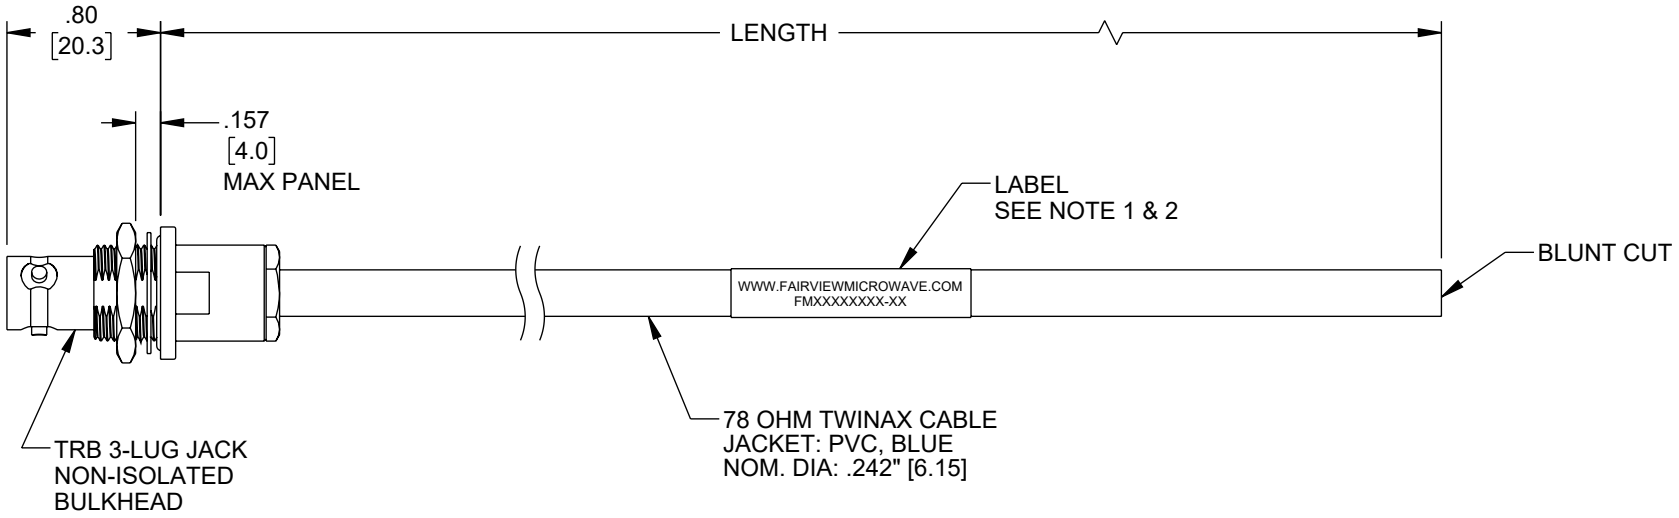 .80
[20.3]
LENGTH
.157
[4.0]
MAX PANEL
LABEL
SEE NOTE 1 & 2
BLUNT CUT
WWW.FAIRVIEWMICROWAVE.COM
FMXXXXXXXX-XX
78 OHM TWINAX CABLE
JACKET: PVC, BLUE
NOM. DIA: .242" [6.15]
TRB 3-LUG JACK
NON-ISOLATED
BULKHEAD